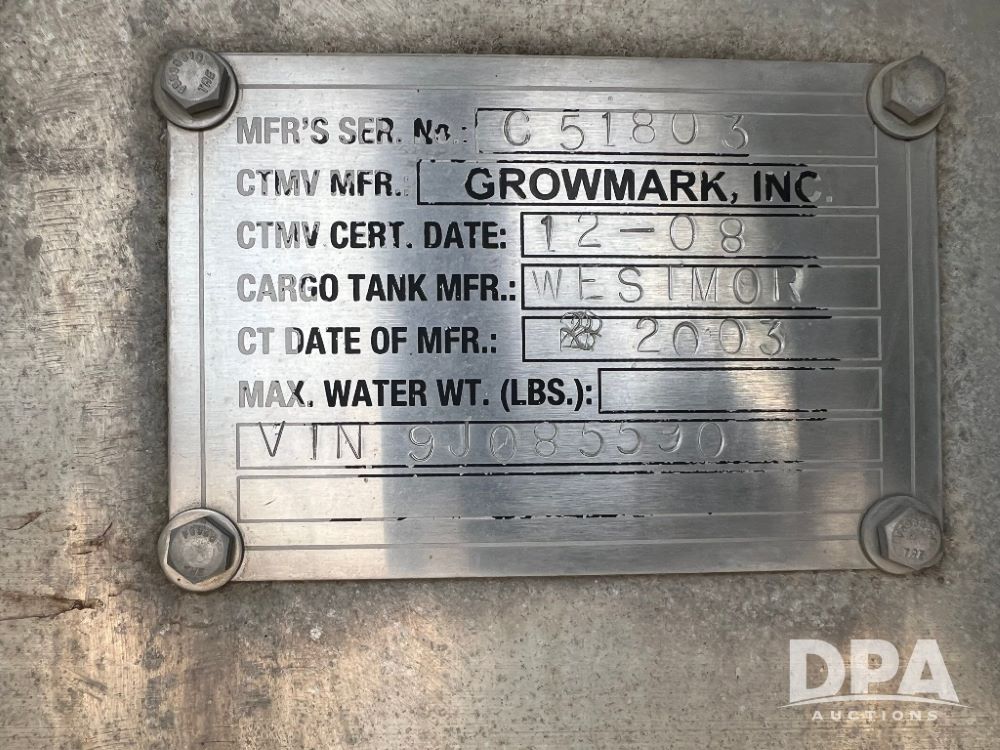 MFR'S SER. No.: C 51803
CTMV MFR.: GROWMARK, INC.
CTMV CERT. DATE: 12-08
CARGO TANK MFR.: WESTMOR
CT DATE OF MFR.: 2003
MAX. WATER WT. (LBS.):
VIN 9J085590
DPA
AUCTIONS